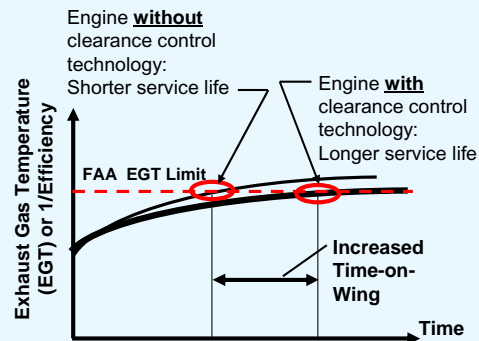 Engine without
clearance control
technology:
Shorter service life
Engine with
clearance control
technology:
Longer service life
FAA EGT Limit
Exhaust Gas Temperature
(EGT) or 1/Efficiency
Increased
Time-on-
Wing
Time